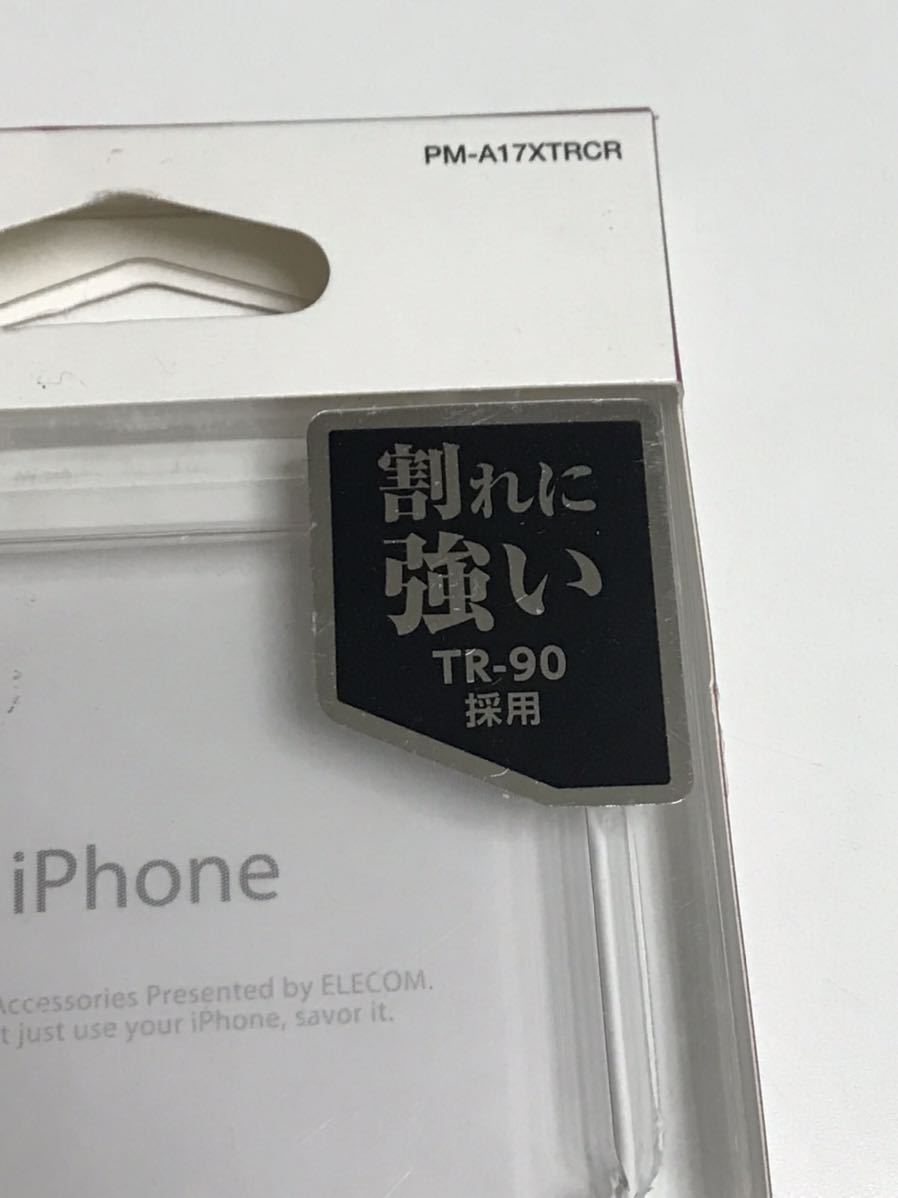 PM-A17XTRCR
割れに
強い
TR-90
採用
iPhone
Accessories Presented by ELECOM.
just use your iPhone, savor it.